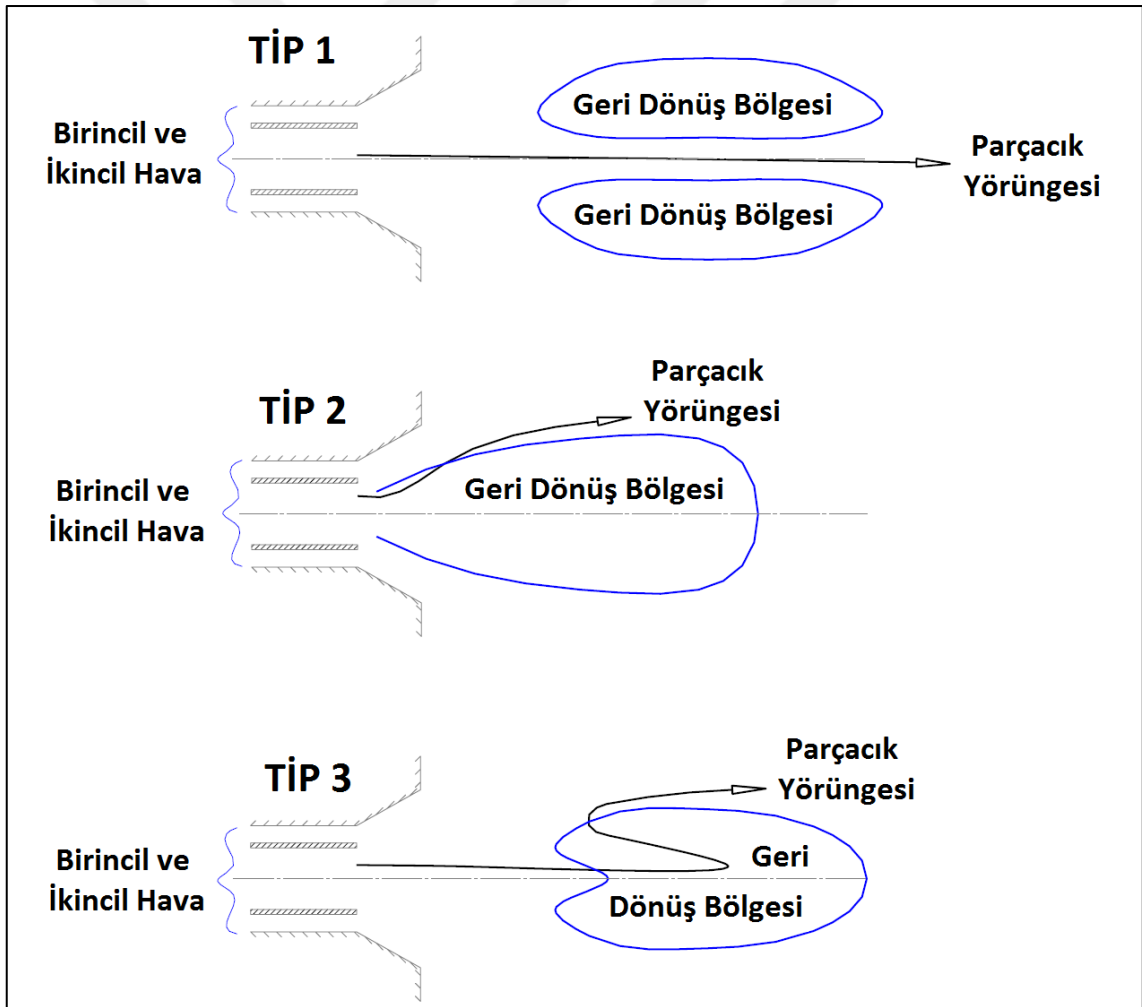 TİP 1
Geri Dönüş Bölgesi
Birincil ve
İkincil Hava
Parçacık
Yörüngesi
Geri Dönüş Bölgesi
TİP 2
Parçacık
Yörüngesi
Birincil ve
İkincil Hava
Geri Dönüş Bölgesi
TİP 3
Parçacık
Yörüngesi
Birincil ve
İkincil Hava
Geri
Dönüş Bölgesi